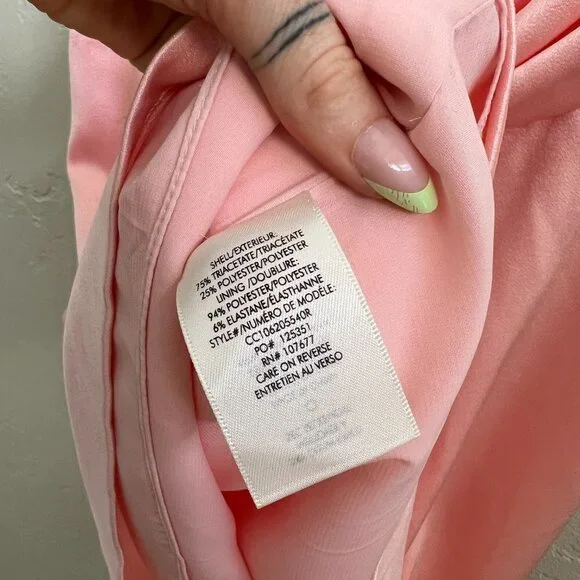 SHELL/EXTERIEUR:
75% TRIACETATE/TRIACÉTATE
25% POLYESTER/POLYESTER
LINING /DOUBLURE:
94% POLYESTER/POLYESTER
6% ELASTANE/ÉLASTHANNE
STYLE#/NUMÉRO DE MODÈLE:
CC106205540R
PO# 125351
RN# 107677
CARE ON REVERSE
ENTRETIEN AU VERSO